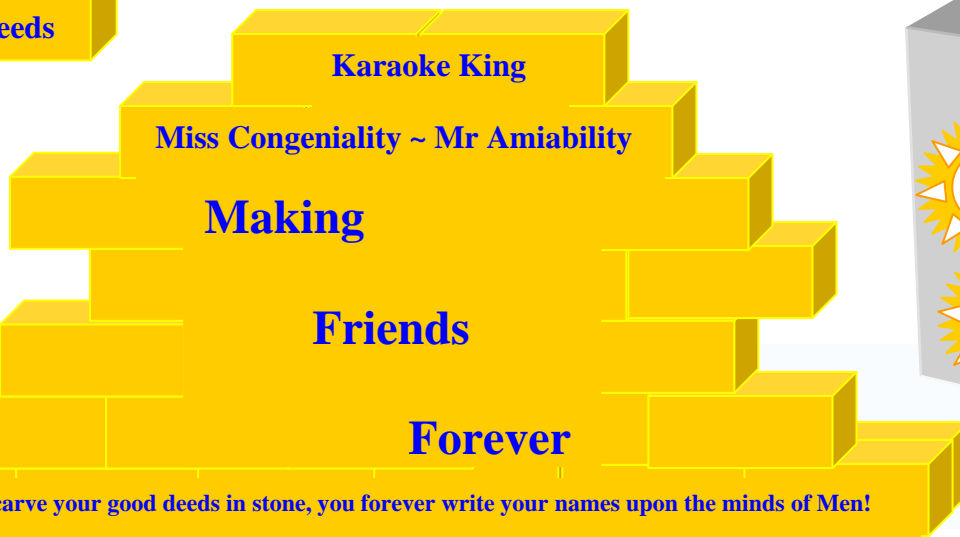 eeds
Karaoke King
Miss Congeniality ~ Mr Amiability
Making
Friends
Forever
carve your good deeds in stone, you forever write your names upon the minds of Men!